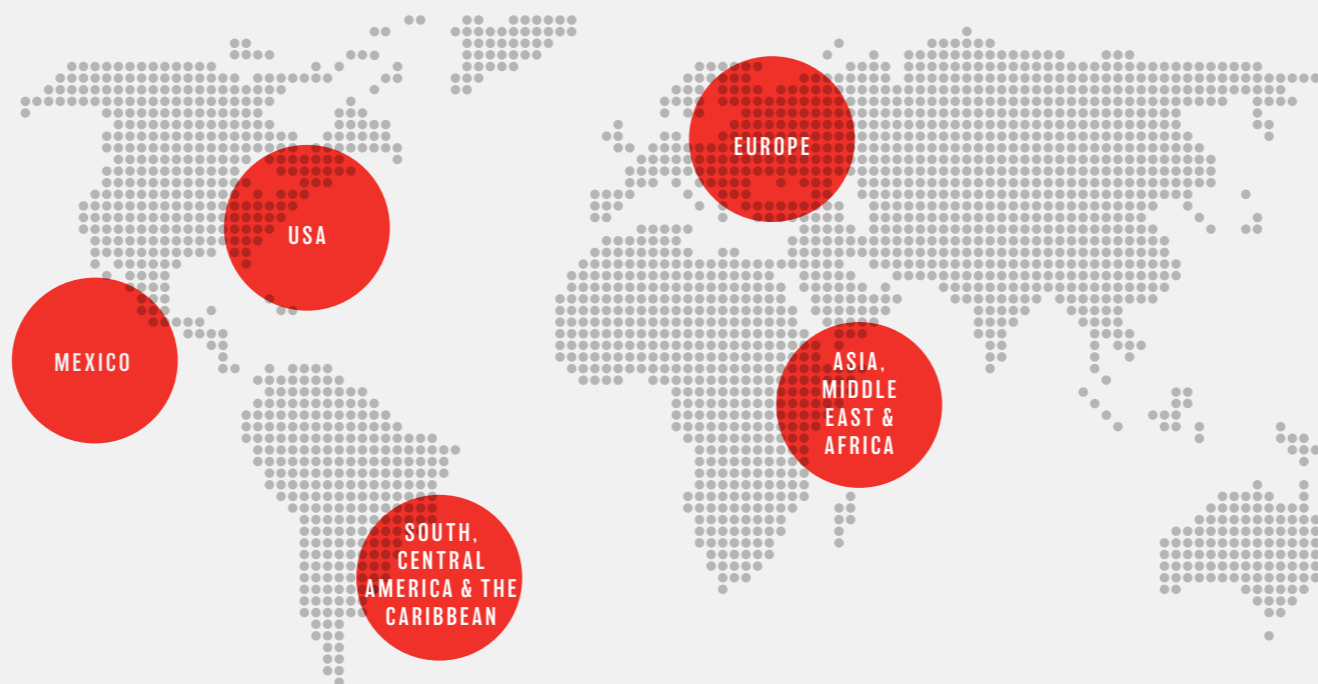 EUROPE
USA
MEXICO
ASIA,
MIDDLE
EAST &
AFRICA
SOUTH,
CENTRAL
AMERICA & THE
CARIBBEAN